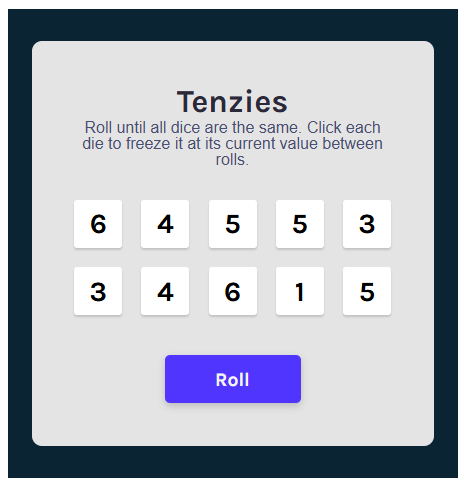 Tenzies
Roll until all dice are the same. Click each
die to freeze it at its current value between
rolls.
6 4 5 5 3
3 4 6 1 5
Roll